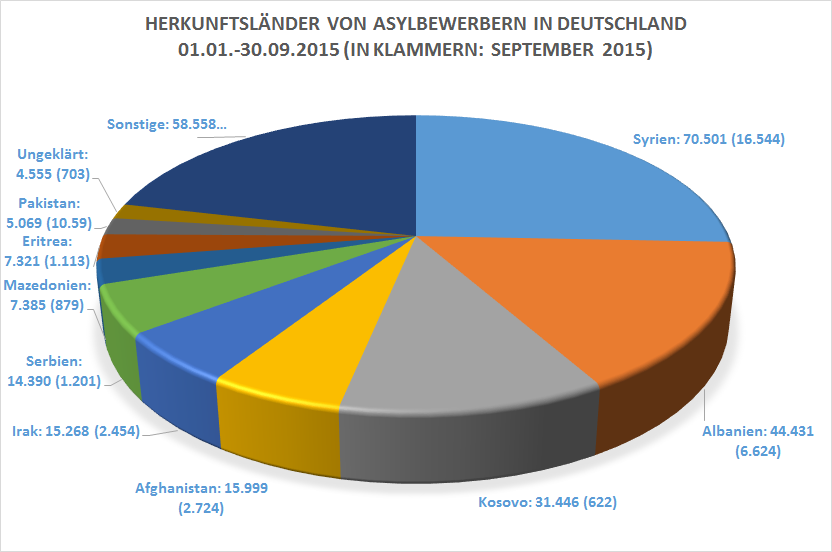 HERKUNFTSLÄNDER VON ASYLBEWERBERN IN DEUTSCHLAND
01.01.-30.09.2015 (IN KLAMMERN: SEPTEMBER 2015)
Sonstige: 58.558...
Syrien: 70.501 (16.544)
Ungeklärt:
4.555 (703)
Pakistan:
5.069 (10.59)
Eritrea:
7.321 (1.113)
Mazedonien:
7.385 (879)
Serbien:
14.390 (1.201)
Irak: 15.268 (2.454)
Albanien: 44.431
(6.624)
Afghanistan: 15.999
(2.724)
Kosovo: 31.446 (622)